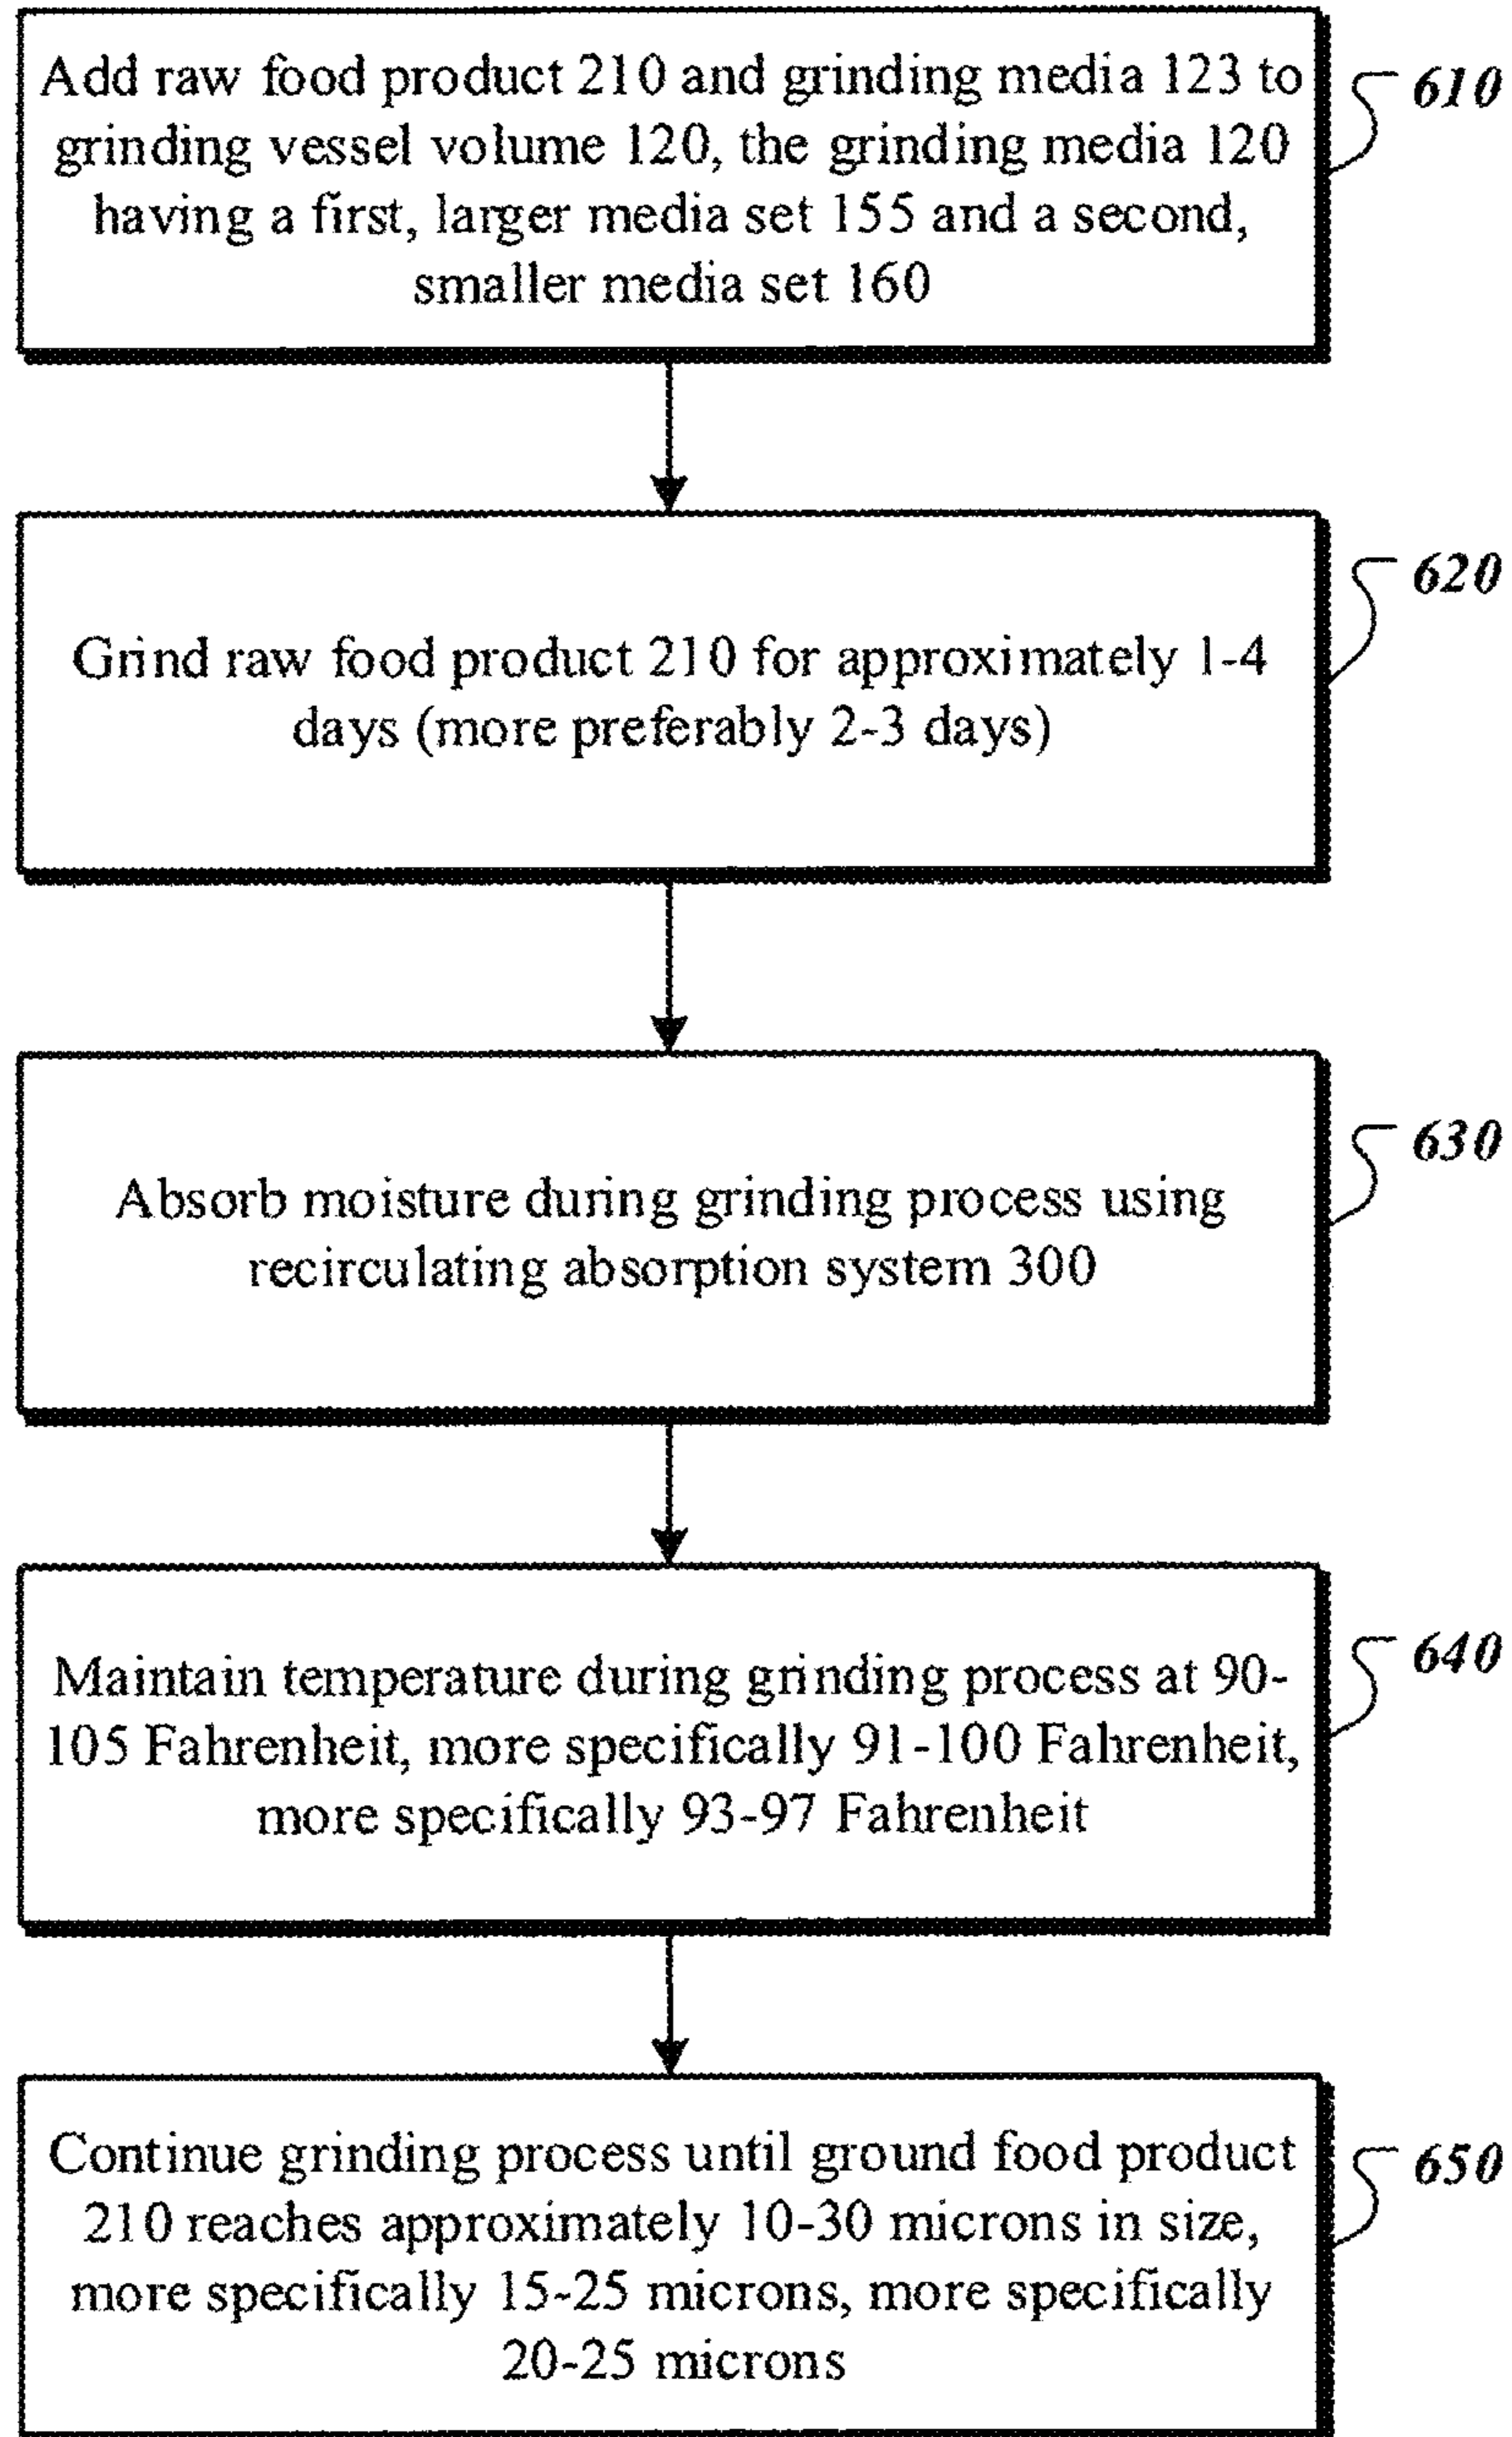 Add raw food product 210 and grinding media 123 to
grinding vessel volume 120, the grinding media 120
having a first, larger media set 155 and a second,
smaller media set 160
610
Grind raw food product 210 for approximately 1-4
days (more preferably 2-3 days)
620
Absorb moisture during grinding process using
recirculating absorption system 300
630
Maintain temperature during grinding process at 90-
105 Fahrenheit, more specifically 91-100 Fahrenheit,
more specifically 93-97 Fahrenheit
640
Continue grinding process until ground food product
210 reaches approximately 10-30 microns in size,
more specifically 15-25 microns, more specifically
20-25 microns
650